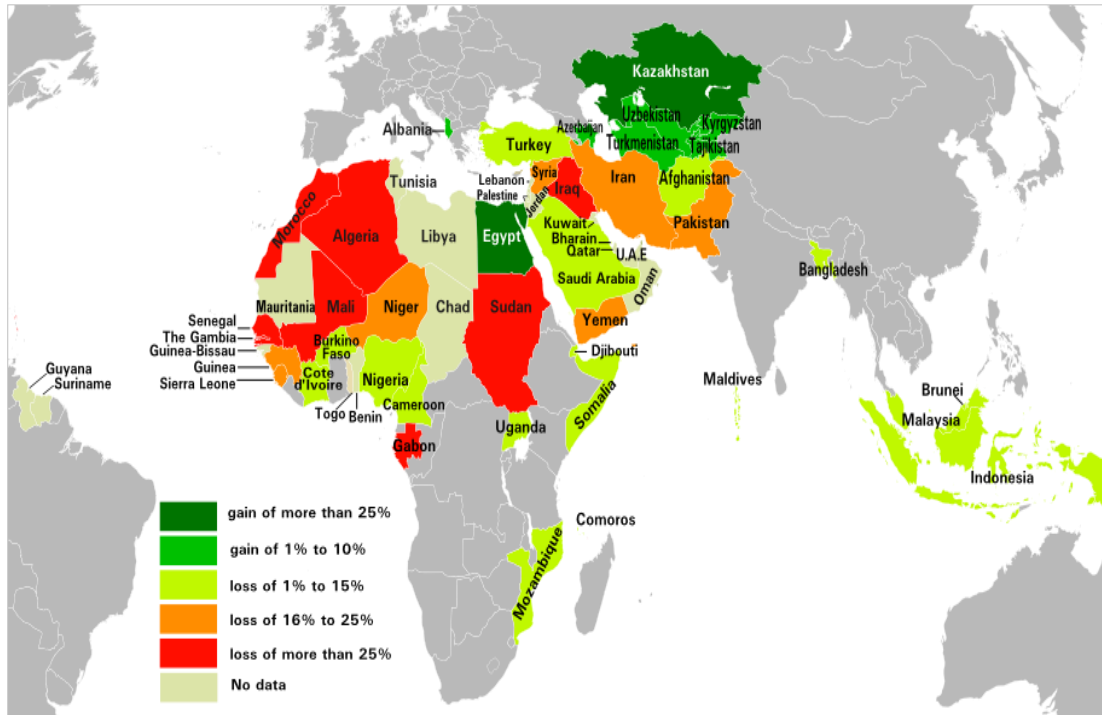 Kazakhstan
Uzbekistan
Kyrgyzstan
Azerbaijan
Turkmenistan
Tajikistan
Albania
Turkey
Afghanistan
Syria
Iran
Iraq
Lebanon
Palestine
Jordan
Pakistan
Tunisia
Morocco
Algeria
Libya
Egypt
Kuwait
Bharain
Qatar
U.A.E
Saudi Arabia
Oman
Bangladesh
Mauritania
Mali
Niger
Chad
Sudan
Yemen
Senegal
The Gambia
Guinea-Bissau
Guinea
Sierra Leone
Burkino
Faso
Cote
d'Ivoire
Nigeria
Cameroon
Togo
Benin
Djibouti
Somalia
Guyana
Suriname
Maldives
Brunei
Malaysia
Indonesia
Uganda
Gabon
Comoros
Mozambique
gain of more than 25%
gain of 1% to 10%
loss of 1% to 15%
loss of 16% to 25%
loss of more than 25%
No data